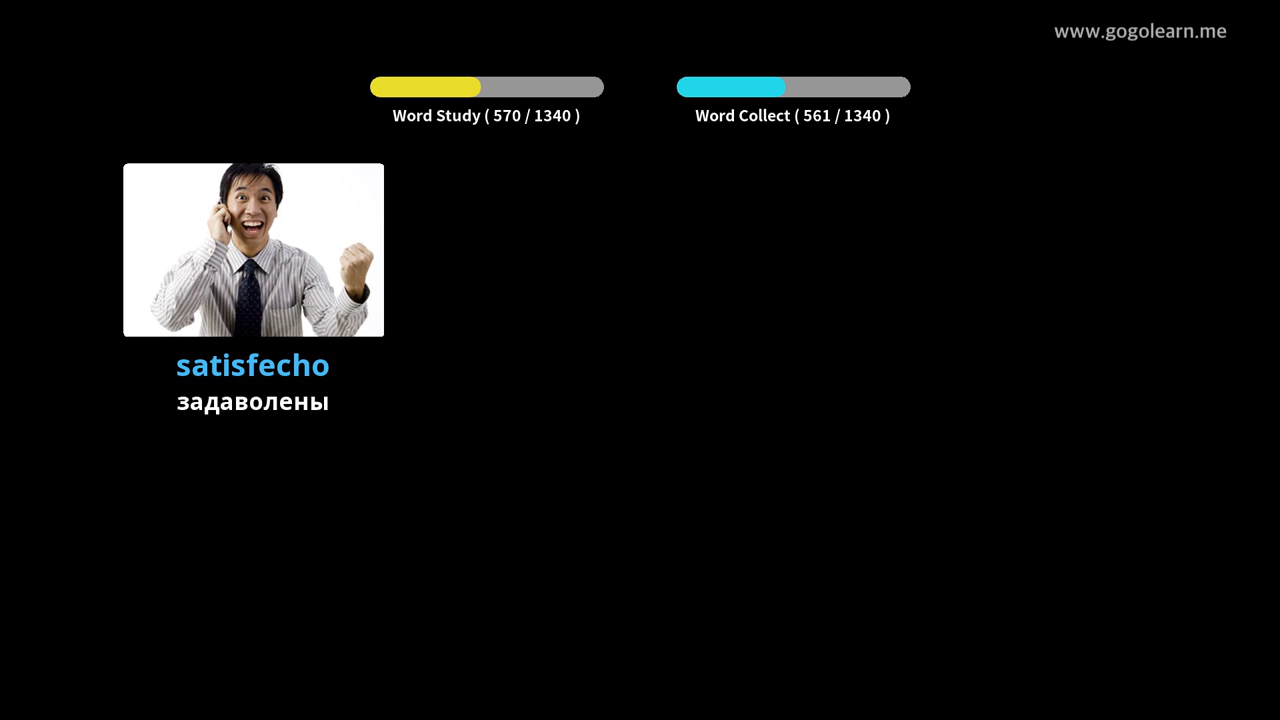 www.gogolearn.me
Word Study ( 570 / 1340 )
Word Collect ( 561 / 1340 )
satisfecho
задаволены